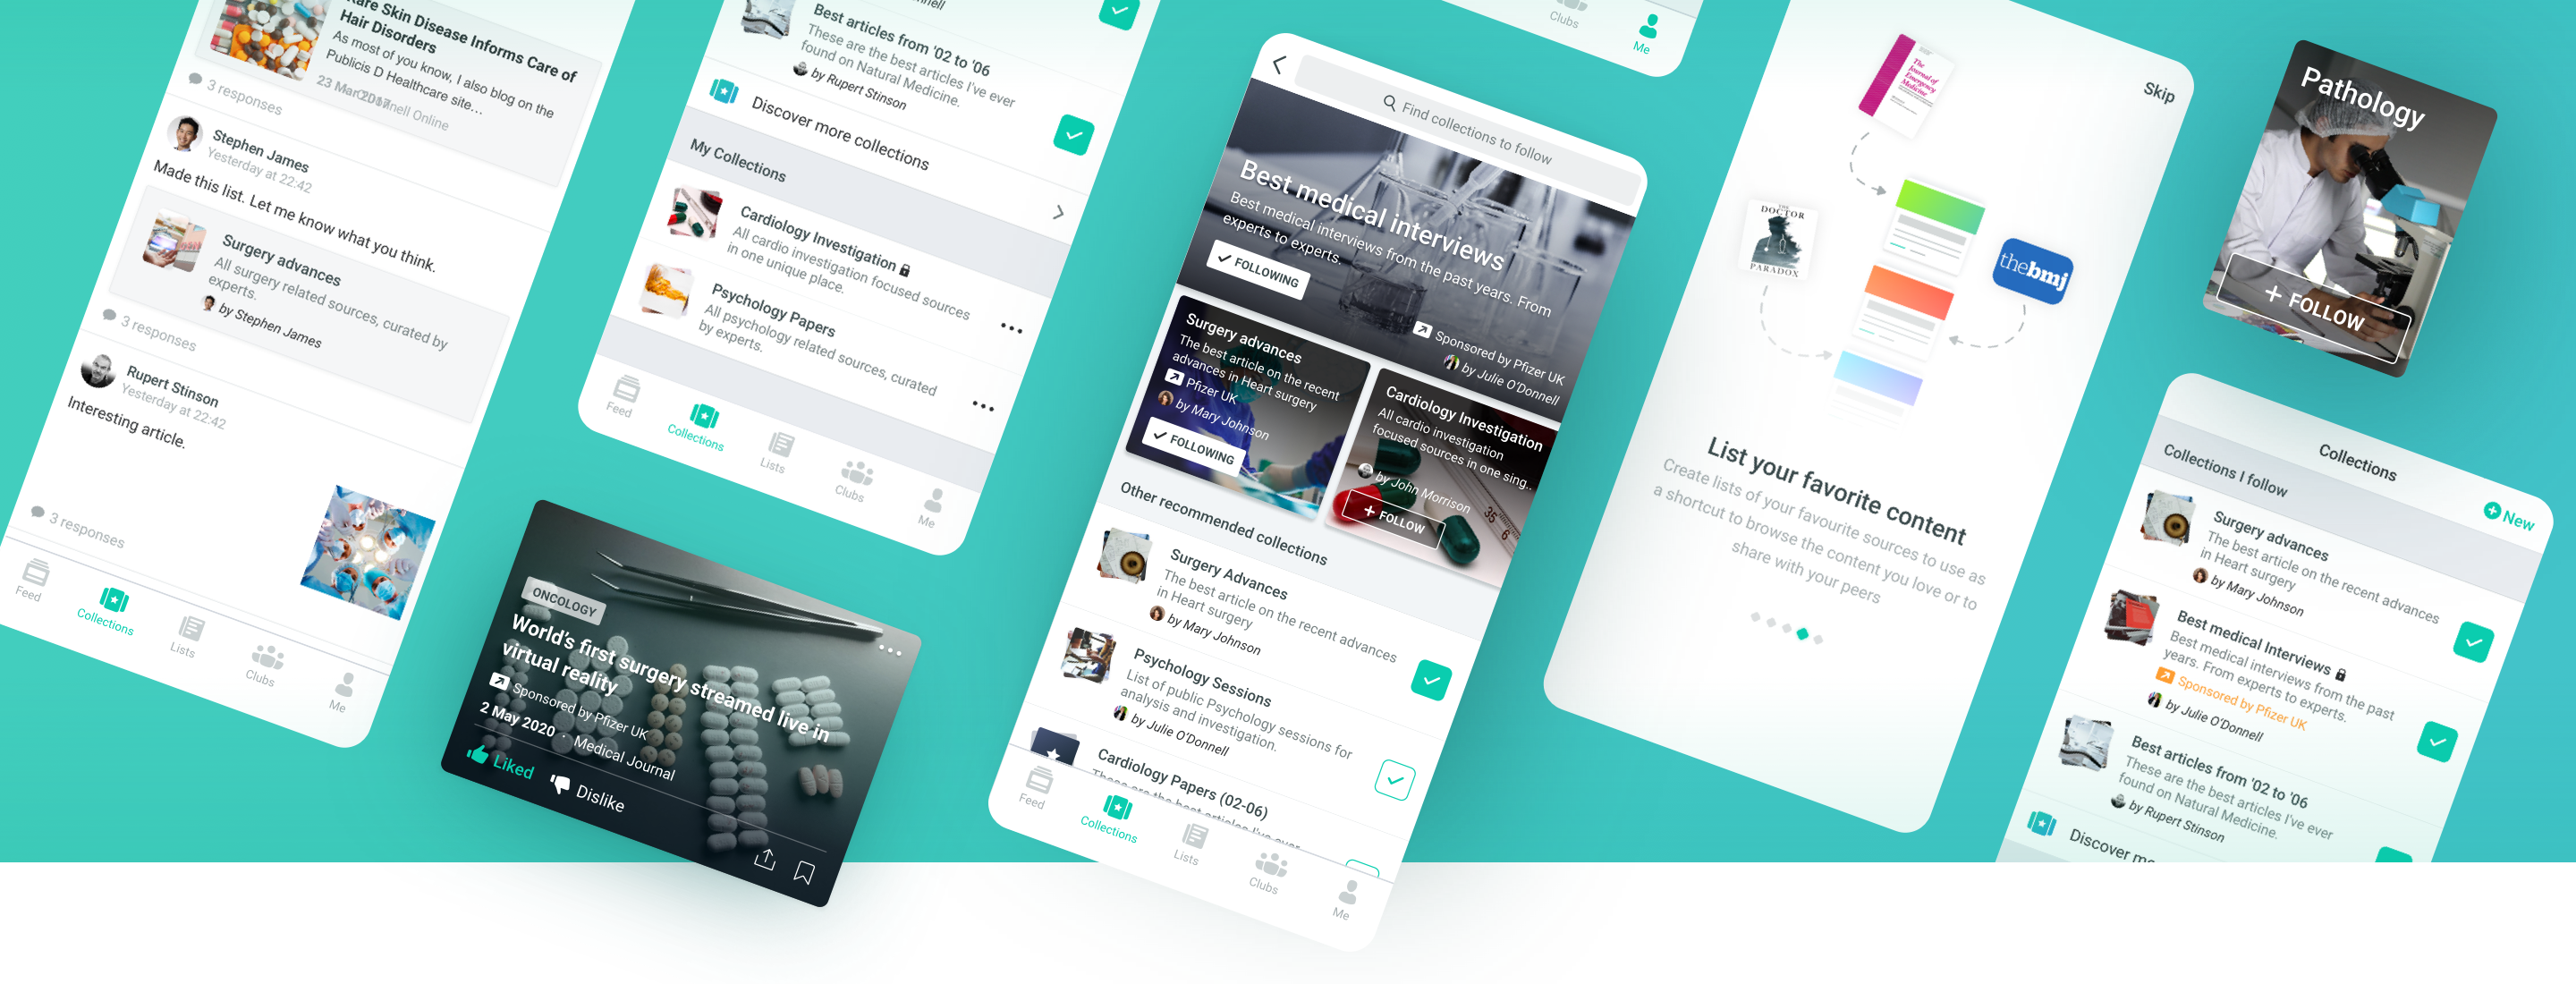 Rare Skin Disease Informs Care of
Hair Disorders
As most of you know, I also blog on the
Publicis D Healthcare site...
23 Mar 2017
3 responses
Stephen James
Yesterday at 22:42
Made this list. Let me know what you think.
Surgery advances
All surgery related sources, curated by
experts.
by Stephen James
3 responses
Rupert Stinson
Yesterday at 22:42
Interesting article.
3 responses
Feed
Collections
Lists
Clubs
Me
Best articles from '02 to '06
These are the best articles I've ever
found on Natural Medicine.
by Rupert Stinson
Discover more collections
My Collections
Cardiology Investigation
All cardio investigation focused sources
in one unique place.
Psychology Papers
All psychology related sources, curated
by experts.
Feed
Collections
Lists
Clubs
Me
ONCOLOGY
World's first surgery streamed live in
virtual reality
Sponsored by Pfizer UK
2 May 2020 · Medical Journal
Liked
Dislike
Find collections to follow
Best medical interviews
Best medical interviews from the past years. From
experts to experts.
FOLLOWING
Sponsored by Pfizer UK
by Julie O'Donnell
Surgery advances
The best article on the recent
advances in Heart surgery
Pfizer UK
by Mary Johnson
FOLLOWING
Cardiology Investigation
All cardio investigation
focused sources in one sing..
by John Morrison
+ FOLLOW
35
6
Other recommended collections
Surgery Advances
The best article on the recent advances
in Heart surgery
by Mary Johnson
Psychology Sessions
List of public Psychology sessions for
analysis and investigation.
by Julie O'Donnell
Cardiology Papers (02-06)
These are the best articles I've ever
Feed
Collections
Lists
Clubs
Me
Clubs
Me
Skip
The
Journal of
Emergency
Medicine
THE
DOCTOR
PARADOX
thebmj
List your favorite content
Create lists of your favourite sources to use as
a shortcut to browse the content you love or to
share with your peers
Pathology
+ FOLLOW
Collections
New
Collections I follow
Surgery advances
The best article on the recent advances
in Heart surgery
by Mary Johnson
Best medical Interviews
Best medical interviews from the past
years. From experts to experts.
Sponsored by Pfizer UK
by Julie O'Donnell
Best articles from '02 to '06
These are the best articles I've ever
found on Natural Medicine.
by Rupert Stinson
Discover mo